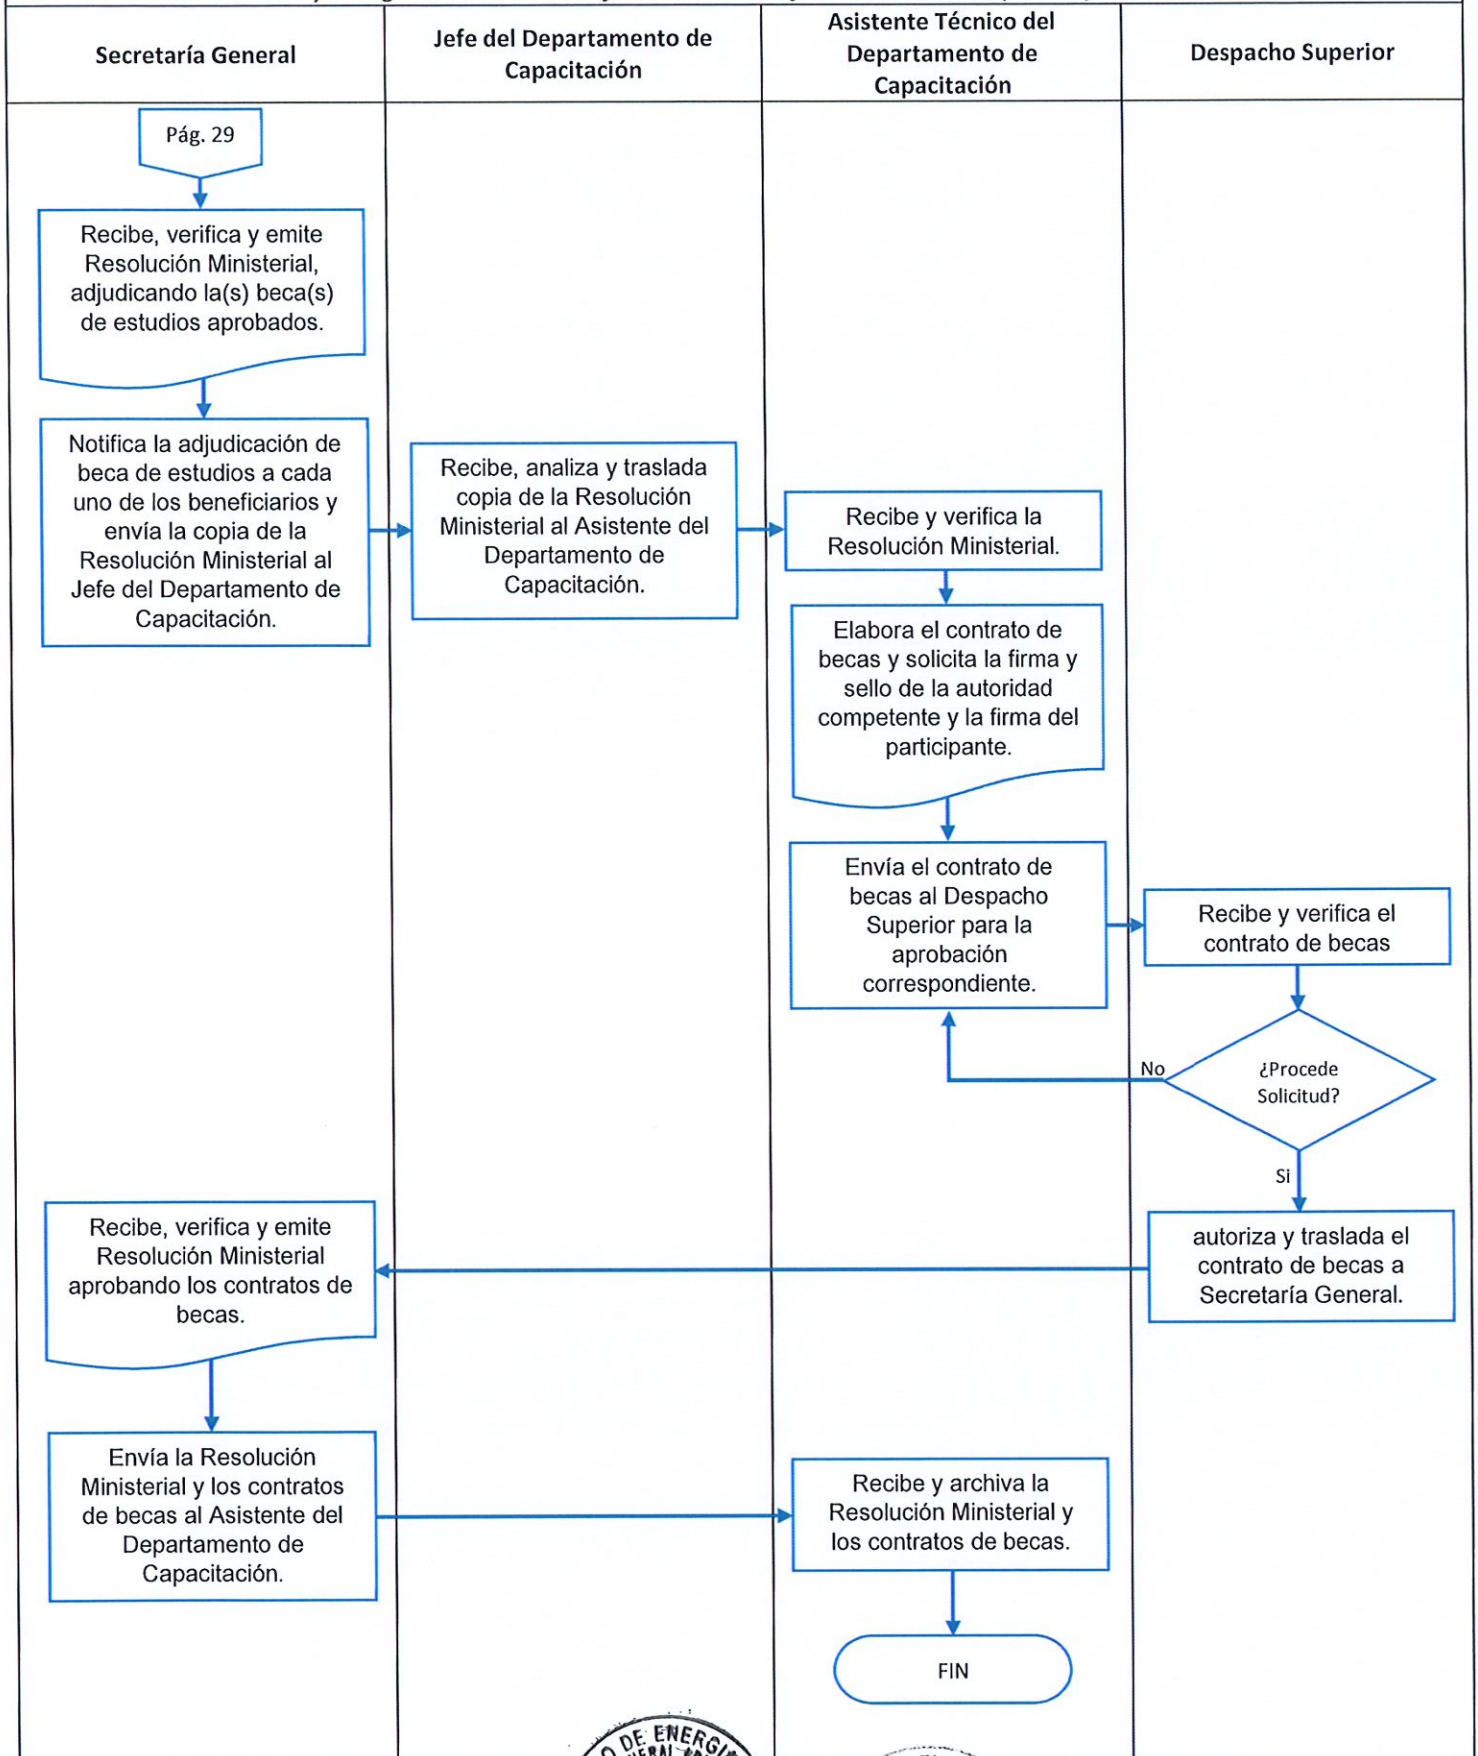 Secretaría General
Jefe del Departamento de
Capacitación
Asistente Técnico del
Departamento de
Capacitación
Despacho Superior
Pág. 29
Recibe, verifica y emite
Resolución Ministerial,
adjudicando la(s) beca(s)
de estudios aprobados.
Notifica la adjudicación de
beca de estudios a cada
uno de los beneficiarios y
envía la copia de la
Resolución Ministerial al
Jefe del Departamento de
Capacitación.
Recibe, analiza y traslada
copia de la Resolución
Ministerial al Asistente del
Departamento de
Capacitación.
Recibe y verifica la
Resolución Ministerial.
Elabora el contrato de
becas y solicita la firma y
sello de la autoridad
competente y la firma del
participante.
Envía el contrato de
becas al Despacho
Superior para la
aprobación
correspondiente.
Recibe y verifica el
contrato de becas
¿Procede
Solicitud?
No
Si
autoriza y traslada el
contrato de becas a
Secretaría General.
Recibe, verifica y emite
Resolución Ministerial
aprobando los contratos de
becas.
Envía la Resolución
Ministerial y los contratos
de becas al Asistente del
Departamento de
Capacitación.
Recibe y archiva la
Resolución Ministerial y
los contratos de becas.
FIN
DE ENERG